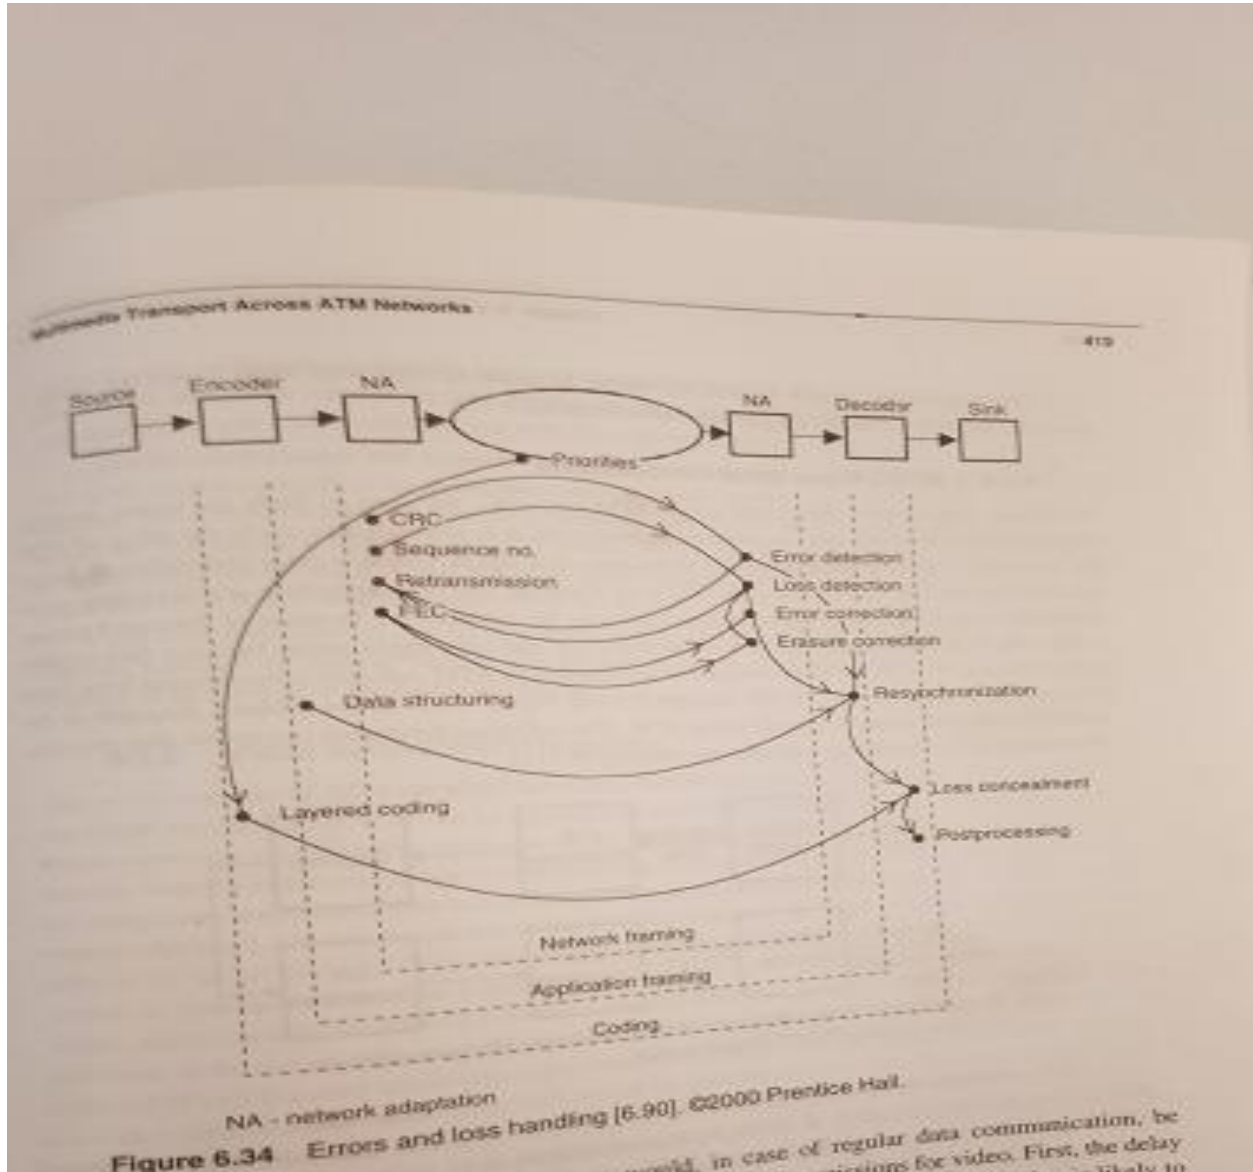 Multimedia Transport Across ATM Networks
419
Source Encoder NA NA Decoder Sink
Priorities
CRC
Sequence no.
Retransmission
FEC
Error detection
Loss detection
Error correction
Erasure correction
Data structuring
Resynchronization
Layered coding
Loss concealment
Postprocessing
Network framing
Application framing
Coding
NA - network adaptation
Figure 6.34 Errors and loss handling [6.90]. ©2000 Prentice Hall.
would, in case of regular data communication, be
for video. First, the delay
likely to